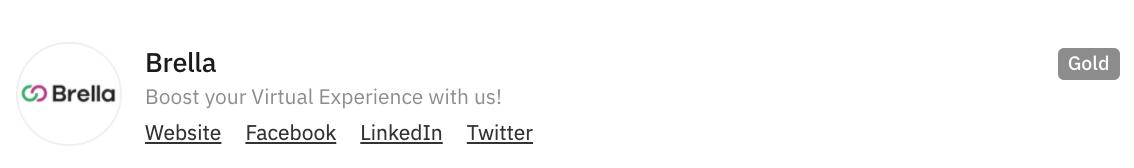 Brella
Brella
Gold
Boost your Virtual Experience with us!
Website Facebook LinkedIn Twitter